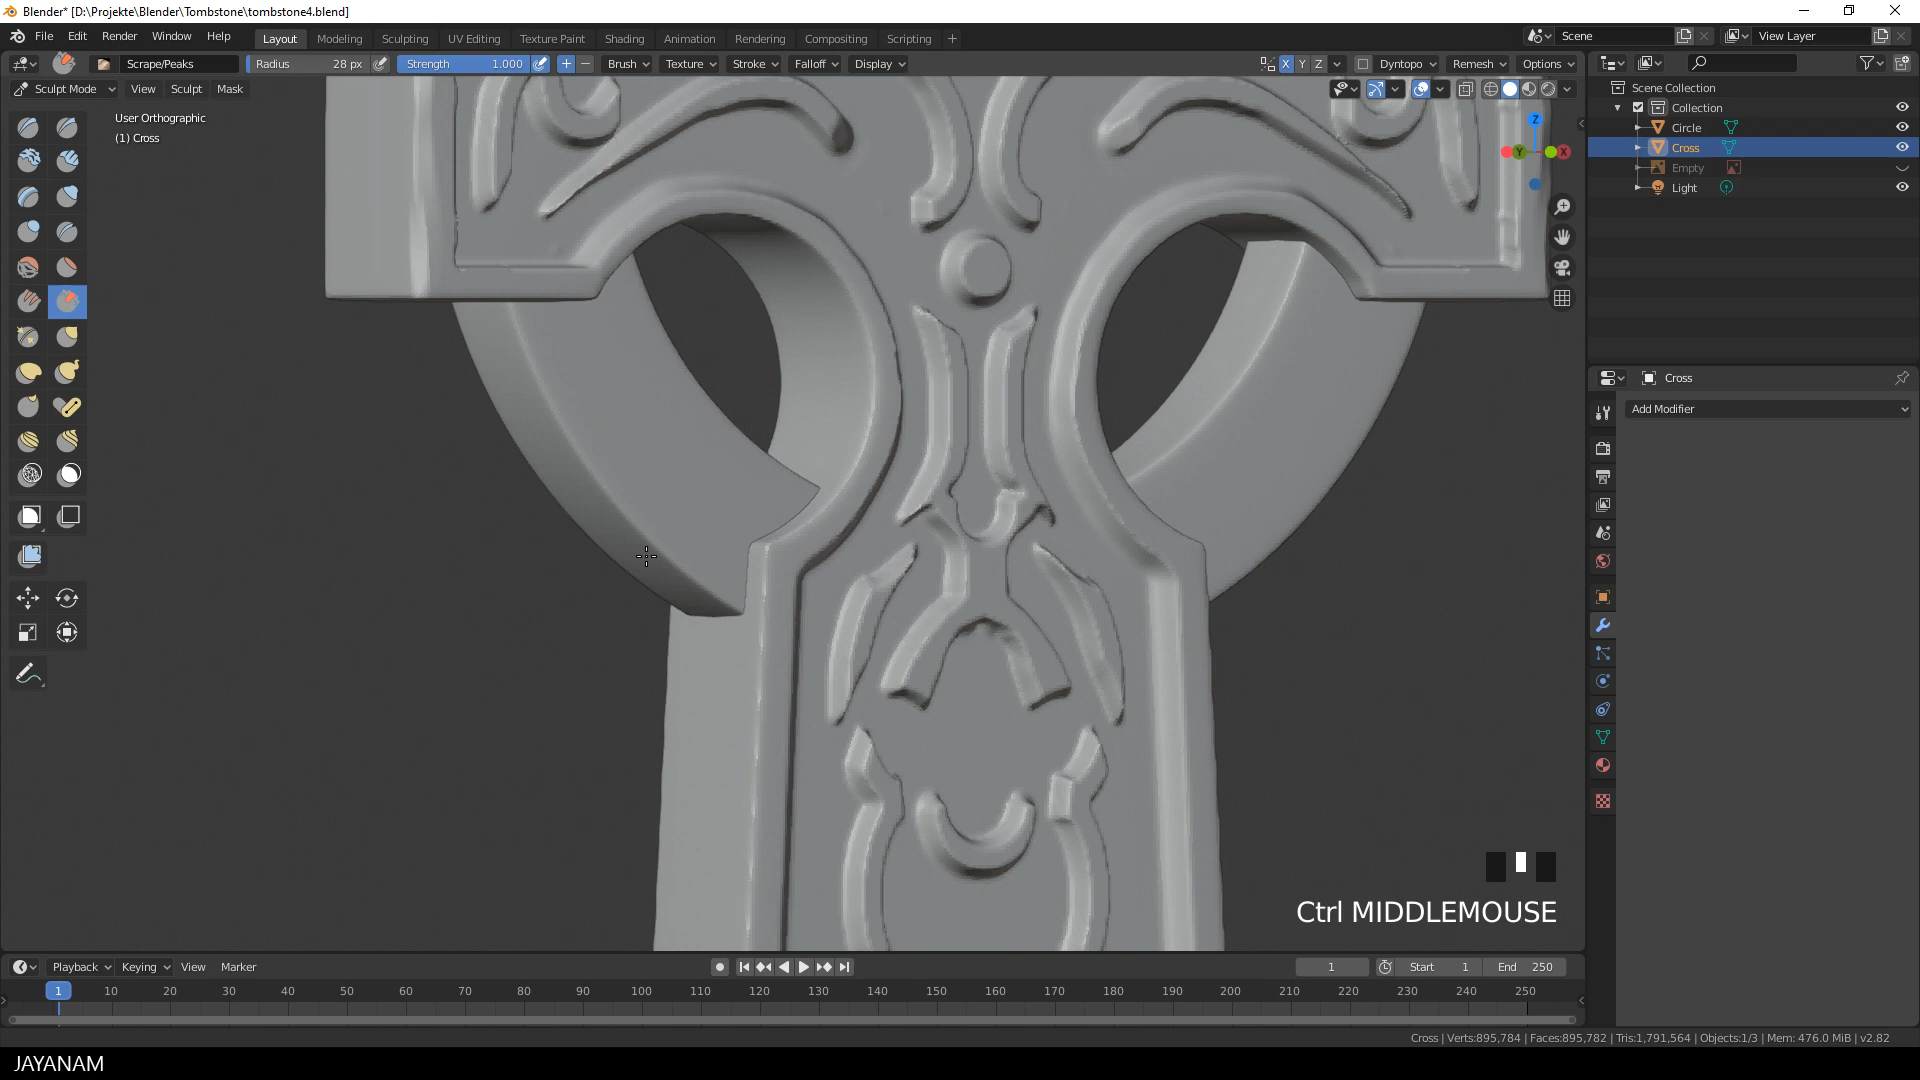 Blender* [D:\Projekte\Blender\Tombstone\tombstone4.blend]
File Edit Render Window Help Layout Modeling Sculpting UV Editing Texture Paint Shading Animation Rendering Compositing Scripting + Scene View Layer
Scrape/Peaks Radius 28 px Strength 1.000 + − Brush Texture Stroke Falloff Display X Y Z Dyntopo Remesh Options
Sculpt Mode View Sculpt Mask
User Orthographic
(1) Cross
Z
Y X
Scene Collection
Collection
Circle
Cross
Empty
Light
Cross
Add Modifier
Ctrl MIDDLEMOUSE
Playback Keying View Marker 1 Start 1 End 250
1 10 20 30 40 50 60 70 80 90 100 110 120 130 140 150 160 170 180 190 200 210 220 230 240 250
Cross | Verts:895,784 | Faces:895,782 | Tris:1,791,564 | Objects:1/3 | Mem: 476.0 MiB | v2.82
JAYANAM